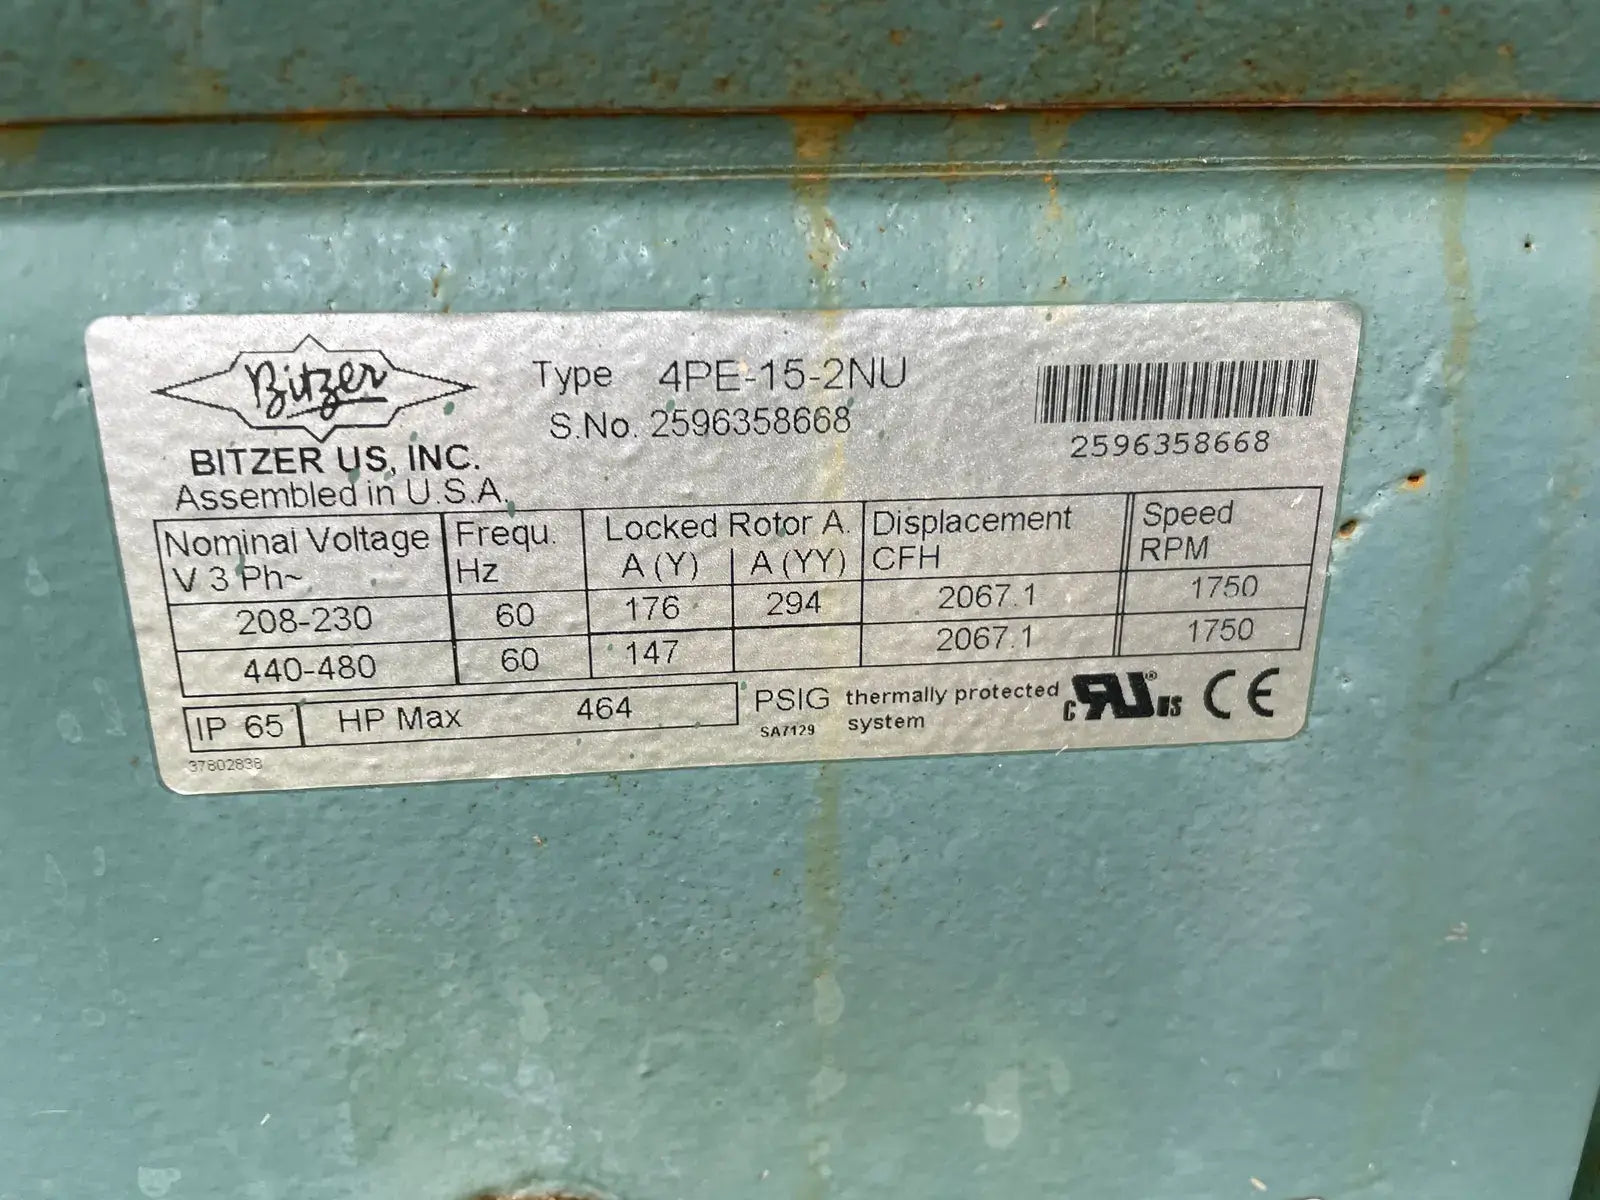 Bitzer
BITZER US, INC.
Assembled in U.S.A.
Type 4PE-15-2NU
S.No. 2596358668
2596358668
Nominal Voltage V 3 Ph~ Frequ. Hz Locked Rotor A. A (Y) A (YY) Displacement CFH Speed RPM
208-230 60 176 294 2067.1 1750
440-480 60 147 2067.1 1750
IP 65 HP Max 464 PSIG thermally protected
SA7129 system
c RU ® US CE
37802838